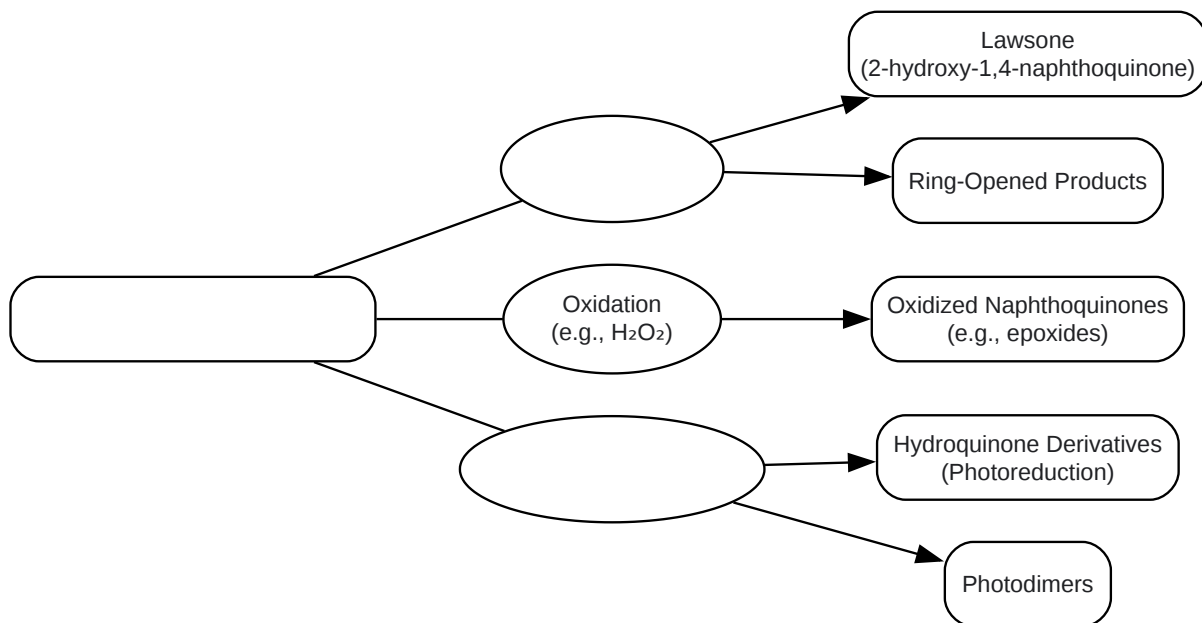 Lawsone
(2-hydroxy-1,4-naphthoquinone)
Ring-Opened Products
Oxidation
(e.g., H₂O₂)
Oxidized Naphthoquinones
(e.g., epoxides)
Hydroquinone Derivatives
(Photoreduction)
Photodimers